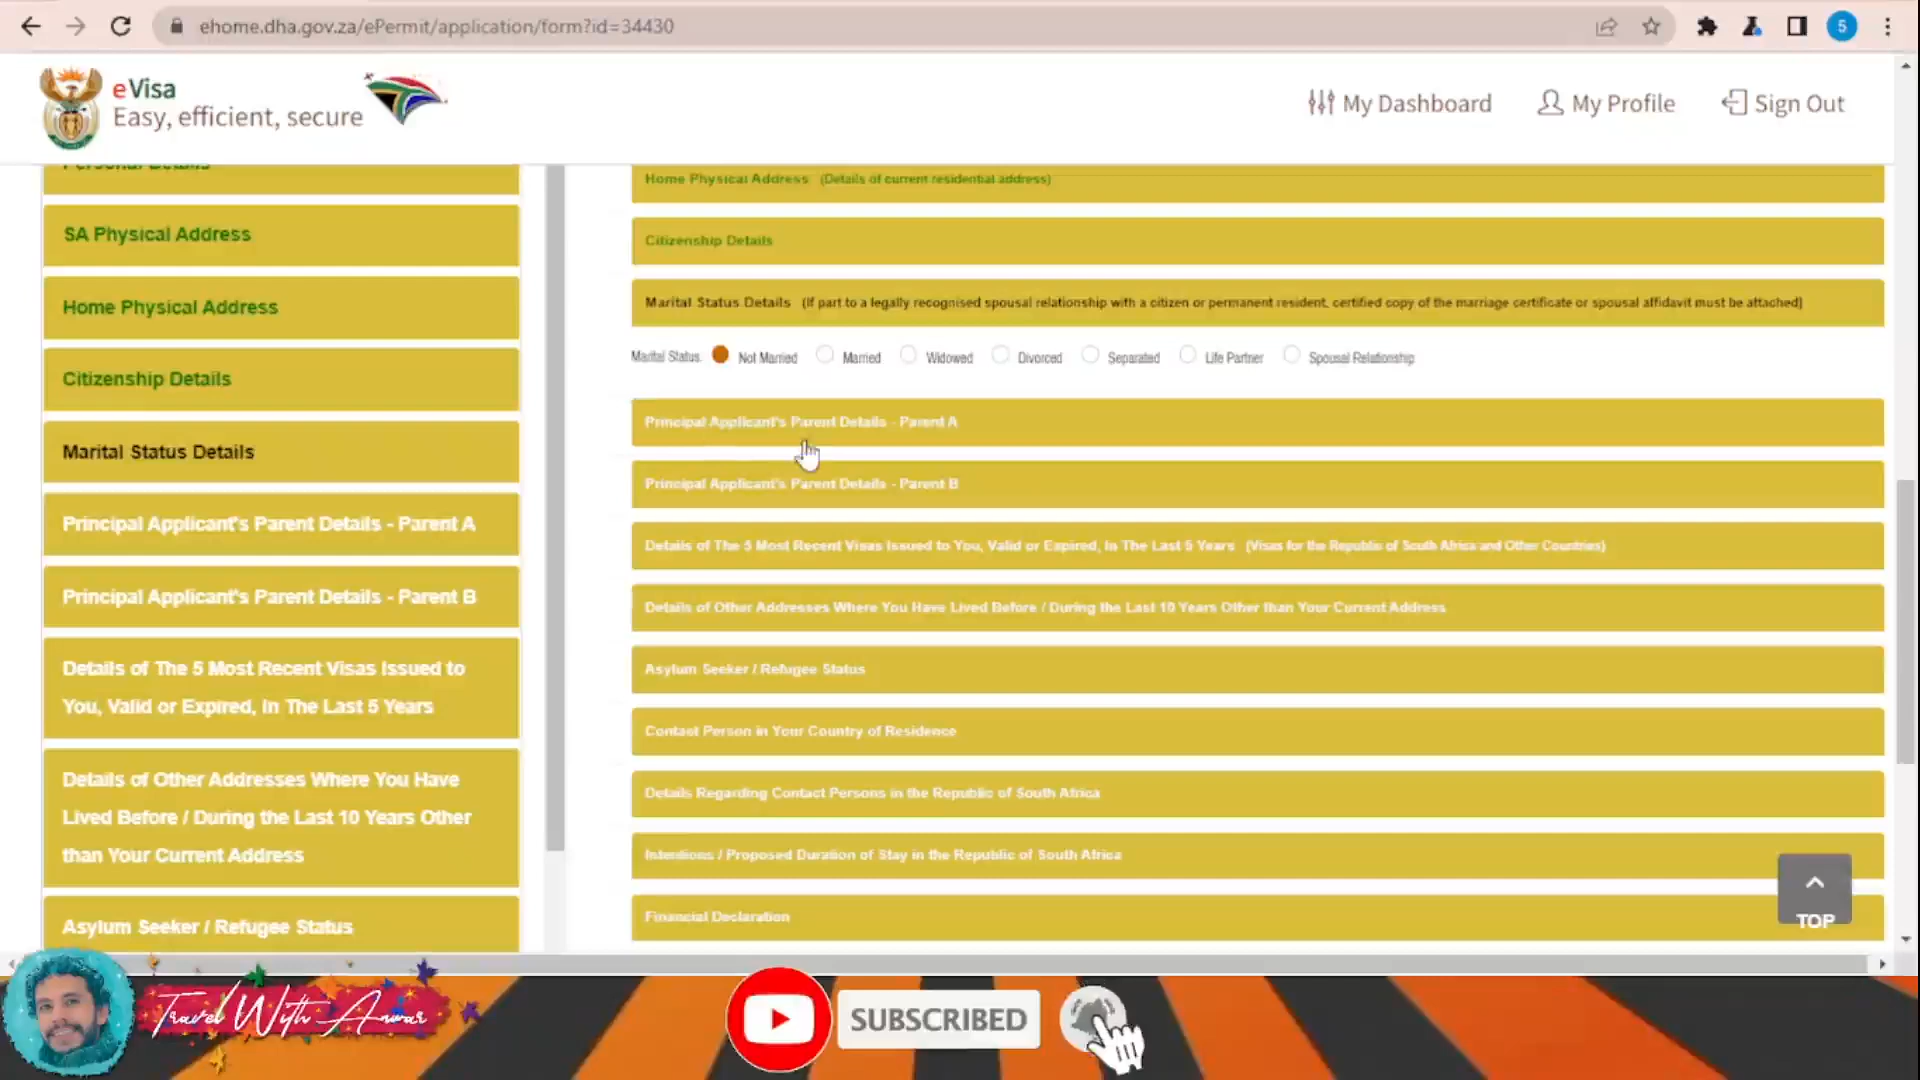 ehome.dha.gov.za/ePermit/application/form?id=34430
5
eVisa
Easy, efficient, secure
My Dashboard
My Profile
Sign Out
Personal Details
SA Physical Address
Home Physical Address
Citizenship Details
Marital Status Details
Principal Applicant's Parent Details - Parent A
Principal Applicant's Parent Details - Parent B
Details of The 5 Most Recent Visas Issued to
You, Valid or Expired, In The Last 5 Years
Details of Other Addresses Where You Have
Lived Before / During the Last 10 Years Other
than Your Current Address
Asylum Seeker / Refugee Status
Home Physical Address (Details of current residential address)
Citizenship Details
Marital Status Details (If part to a legally recognised spousal relationship with a citizen or permanent resident, certified copy of the marriage certificate or spousal affidavit must be attached)
Marital Status: Not Married Married Widowed Divorced Separated Life Partner Spousal Relationship
Principal Applicant's Parent Details - Parent A
Principal Applicant's Parent Details - Parent B
Details of The 5 Most Recent Visas Issued to You, Valid or Expired, In The Last 5 Years (Visas for the Republic of South Africa and Other Countries)
Details of Other Addresses Where You Have Lived Before / During the Last 10 Years Other than Your Current Address
Asylum Seeker / Refugee Status
Contact Person in Your Country of Residence
Details Regarding Contact Persons in the Republic of South Africa
Intentions / Proposed Duration of Stay in the Republic of South Africa
Financial Declaration
TOP
Travel With Anwar
SUBSCRIBED